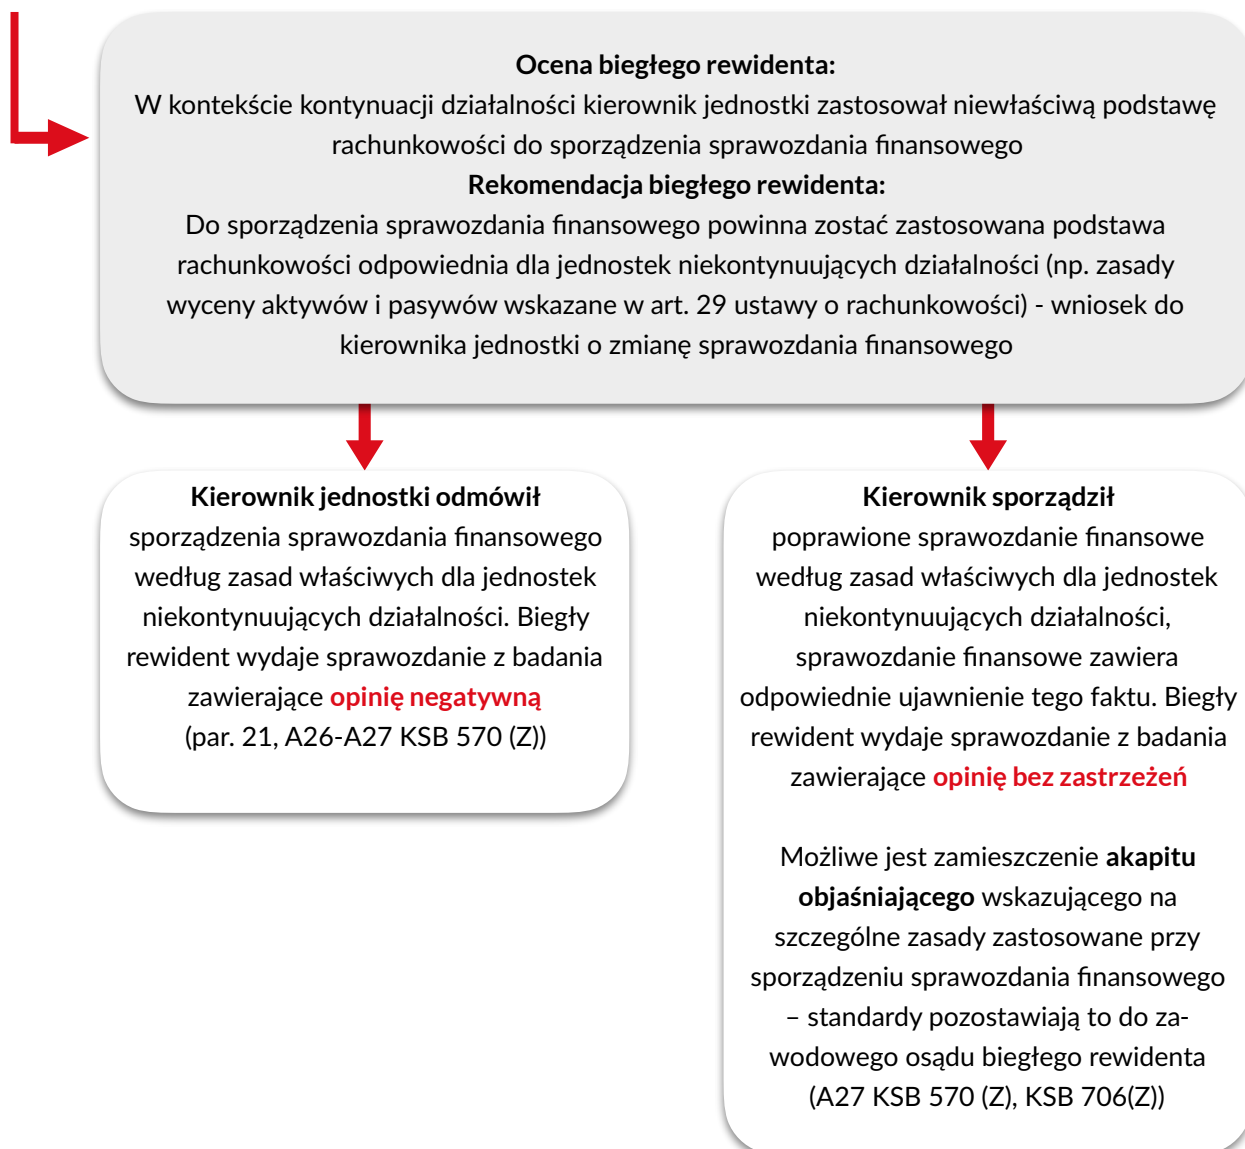 Ocena biegłego rewidenta:
W kontekście kontynuacji działalności kierownik jednostki zastosował niewłaściwą podstawę
rachunkowości do sporządzenia sprawozdania finansowego
Rekomendacja biegłego rewidenta:
Do sporządzenia sprawozdania finansowego powinna zostać zastosowana podstawa
rachunkowości odpowiednia dla jednostek niekontynuujących działalności (np. zasady
wyceny aktywów i pasywów wskazane w art. 29 ustawy o rachunkowości) - wniosek do
kierownika jednostki o zmianę sprawozdania finansowego
Kierownik jednostki odmówił
sporządzenia sprawozdania finansowego
według zasad właściwych dla jednostek
niekontynuujących działalności. Biegły
rewident wydaje sprawozdanie z badania
zawierające opinię negatywną
(par. 21, A26-A27 KSB 570 (Z))
Kierownik sporządził
poprawione sprawozdanie finansowe
według zasad właściwych dla jednostek
niekontynuujących działalności,
sprawozdanie finansowe zawiera
odpowiednie ujawnienie tego faktu. Biegły
rewident wydaje sprawozdanie z badania
zawierające opinię bez zastrzeżeń
Możliwe jest zamieszczenie akapitu
objaśniającego wskazującego na
szczególne zasady zastosowane przy
sporządzeniu sprawozdania finansowego
– standardy pozostawiają to do za-
wodowego osądu biegłego rewidenta
(A27 KSB 570 (Z), KSB 706(Z))